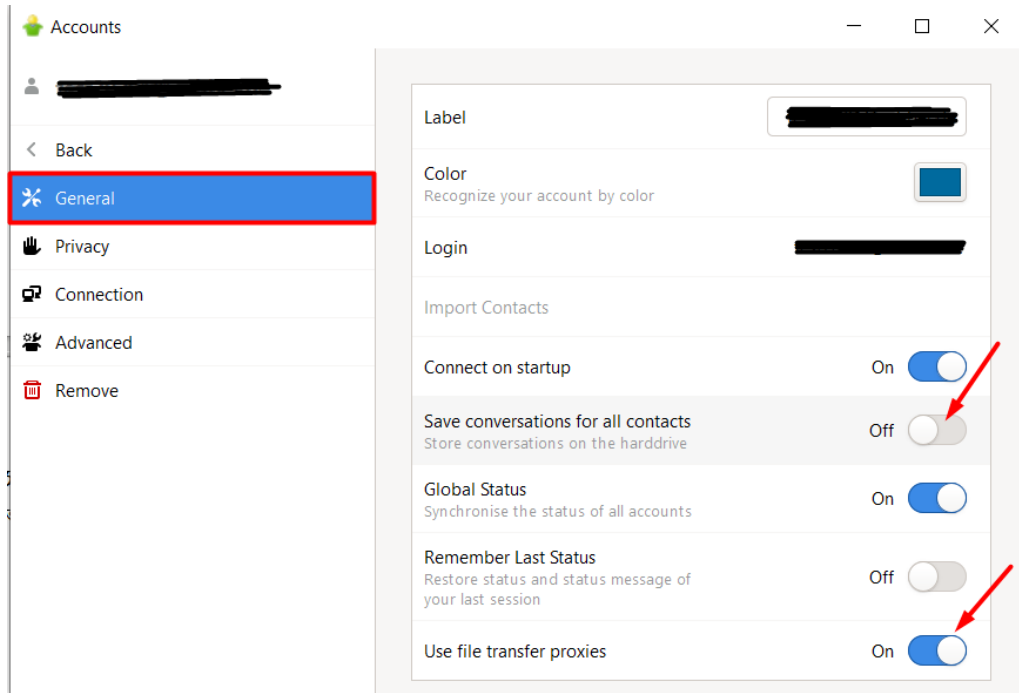 Accounts
Back
General
Privacy
Connection
Advanced
Remove
Label
Color
Recognize your account by color
Login
Import Contacts
Connect on startup
On
Save conversations for all contacts
Store conversations on the harddrive
Off
Global Status
Synchronise the status of all accounts
On
Remember Last Status
Restore status and status message of
your last session
Off
Use file transfer proxies
On